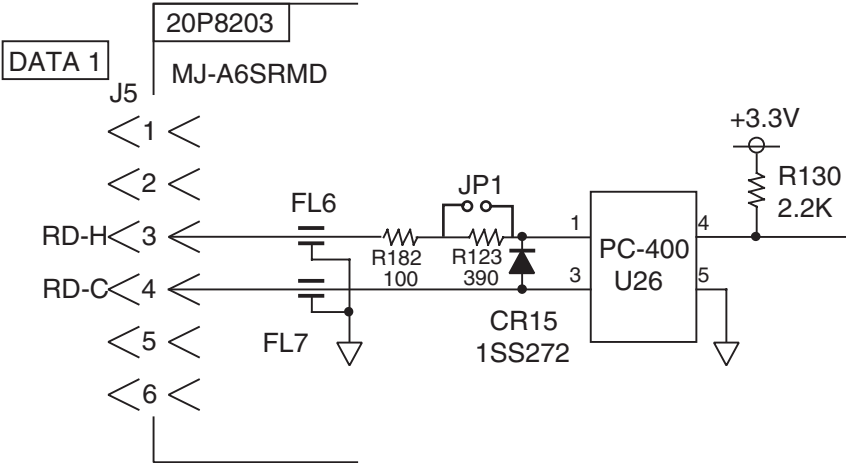 20P8203
DATA 1
MJ-A6SRMD
J5
1
2
RD-H 3
RD-C 4
5
6
FL6
FL7
R182
100
JP1
R123
390
CR15
1SS272
1
3
PC-400
U26
4
5
+3.3V
R130
2.2K